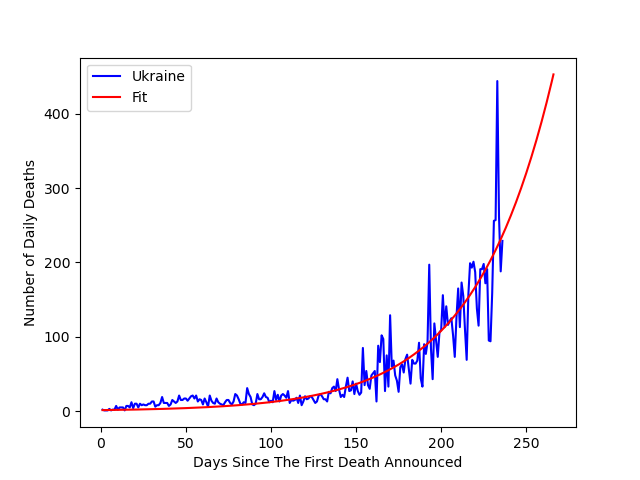 Ukraine
Fit
400
300
200
100
0
Number of Daily Deaths
0 50 100 150 200 250
Days Since The First Death Announced